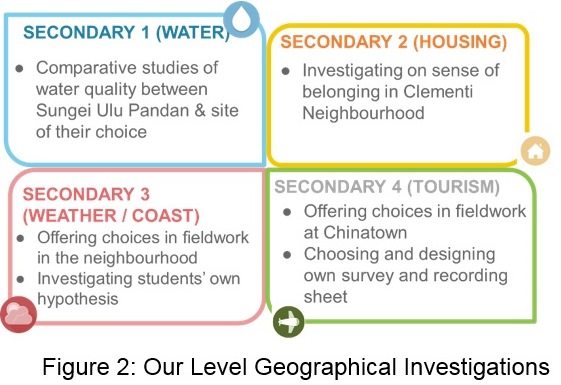 SECONDARY 1 (WATER)
● Comparative studies of
water quality between
Sungei Ulu Pandan & site
of their choice
SECONDARY 2 (HOUSING)
● Investigating on sense of
belonging in Clementi
Neighbourhood
SECONDARY 3
(WEATHER / COAST)
● Offering choices in fieldwork
in the neighbourhood
● Investigating students' own
hypothesis
SECONDARY 4 (TOURISM)
● Offering choices in fieldwork
at Chinatown
● Choosing and designing
own survey and recording
sheet
Figure 2: Our Level Geographical Investigations